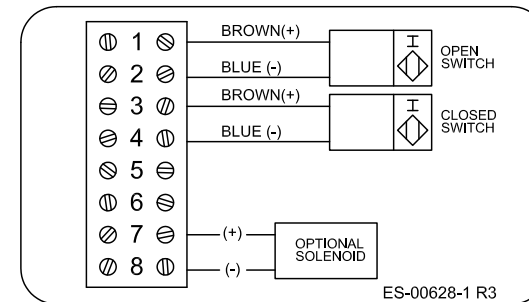 1 BROWN(+)
OPEN SWITCH
2 BLUE (-)
3 BROWN(+)
CLOSED SWITCH
4 BLUE (-)
5
6
7 (+)
OPTIONAL
SOLENOID
8 (-)
ES-00628-1 R3